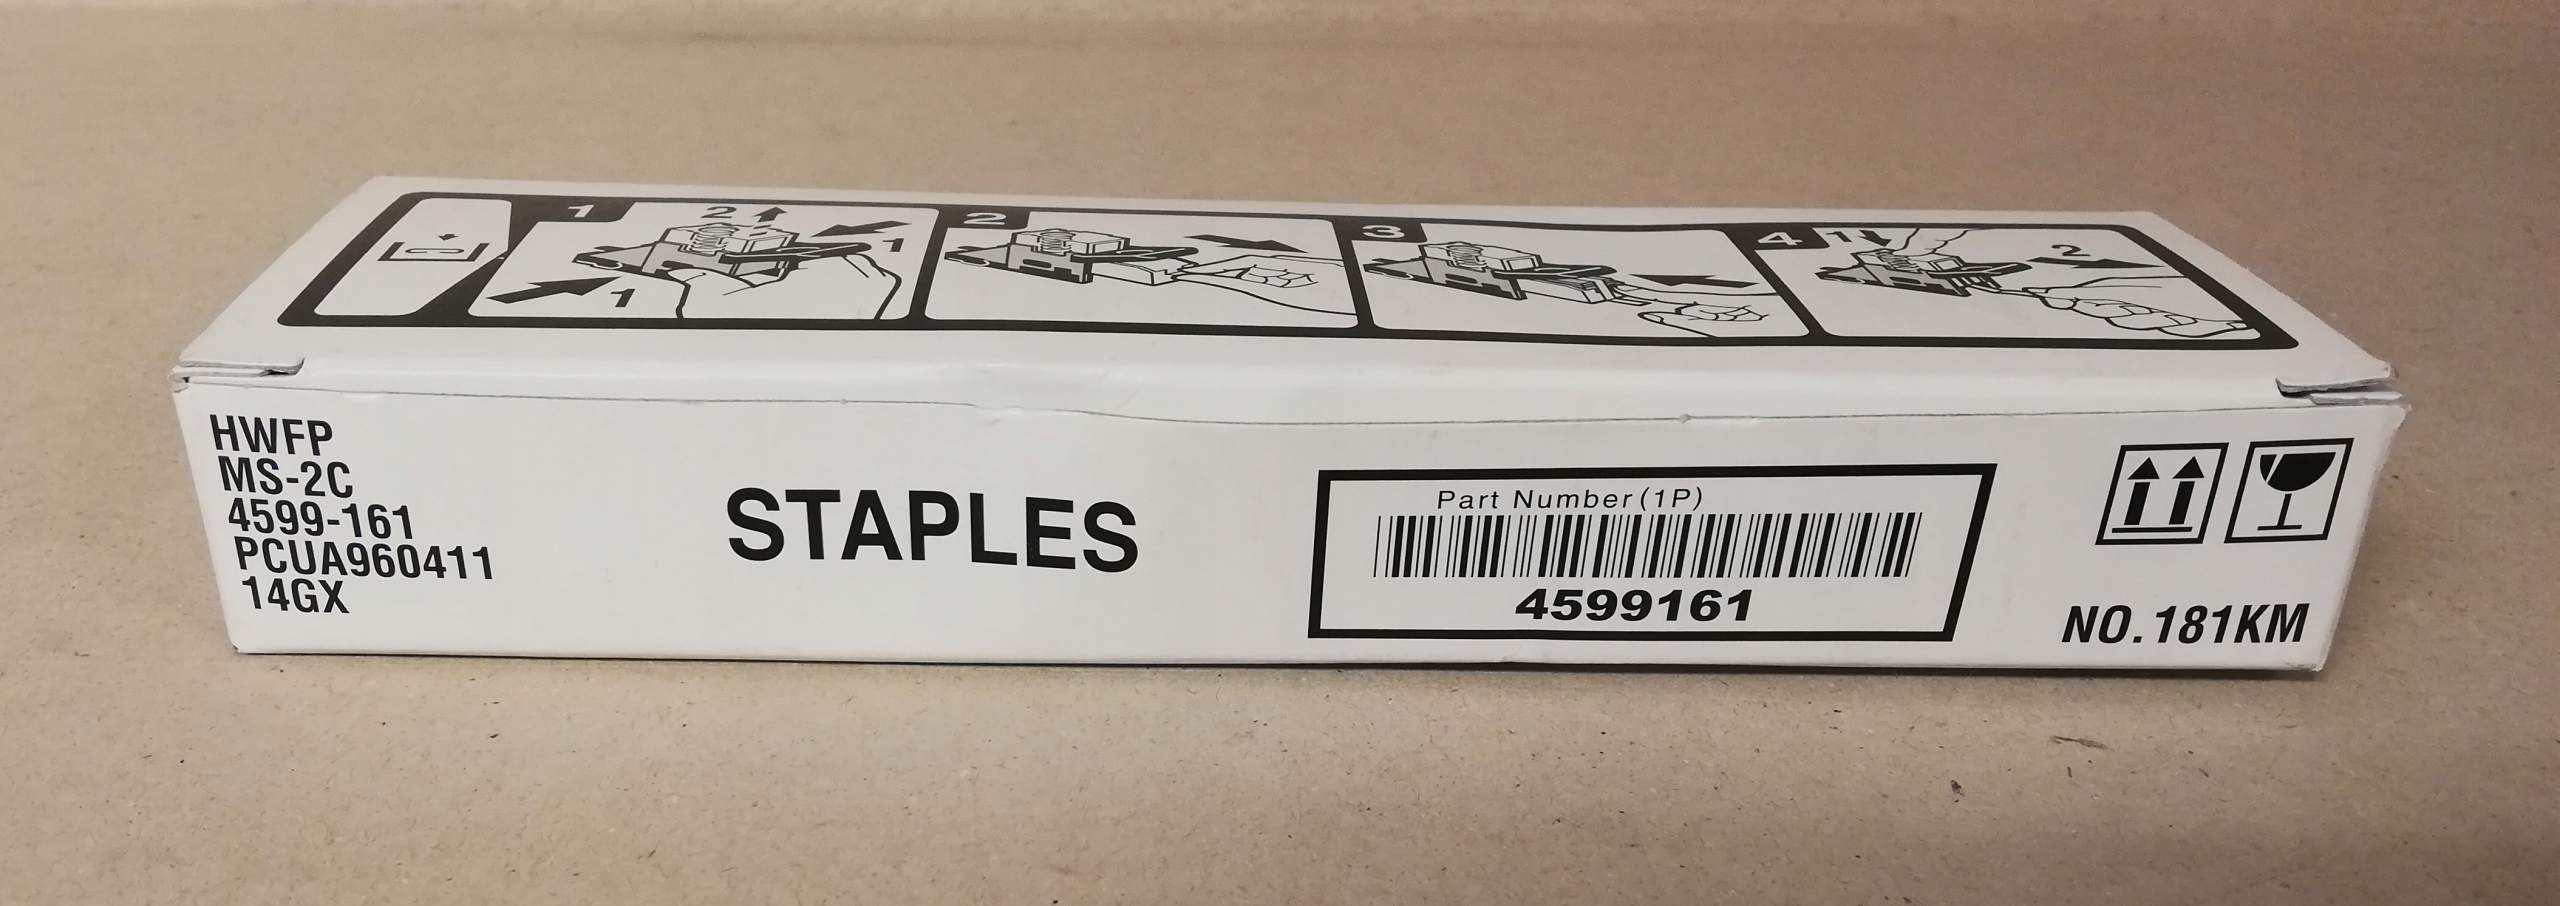 1
2
1
1
2
3
4
1
2
HWFP
MS-2C
4599-161
PCUA960411
14GX
STAPLES
Part Number(1P)
4599161
NO.181KM